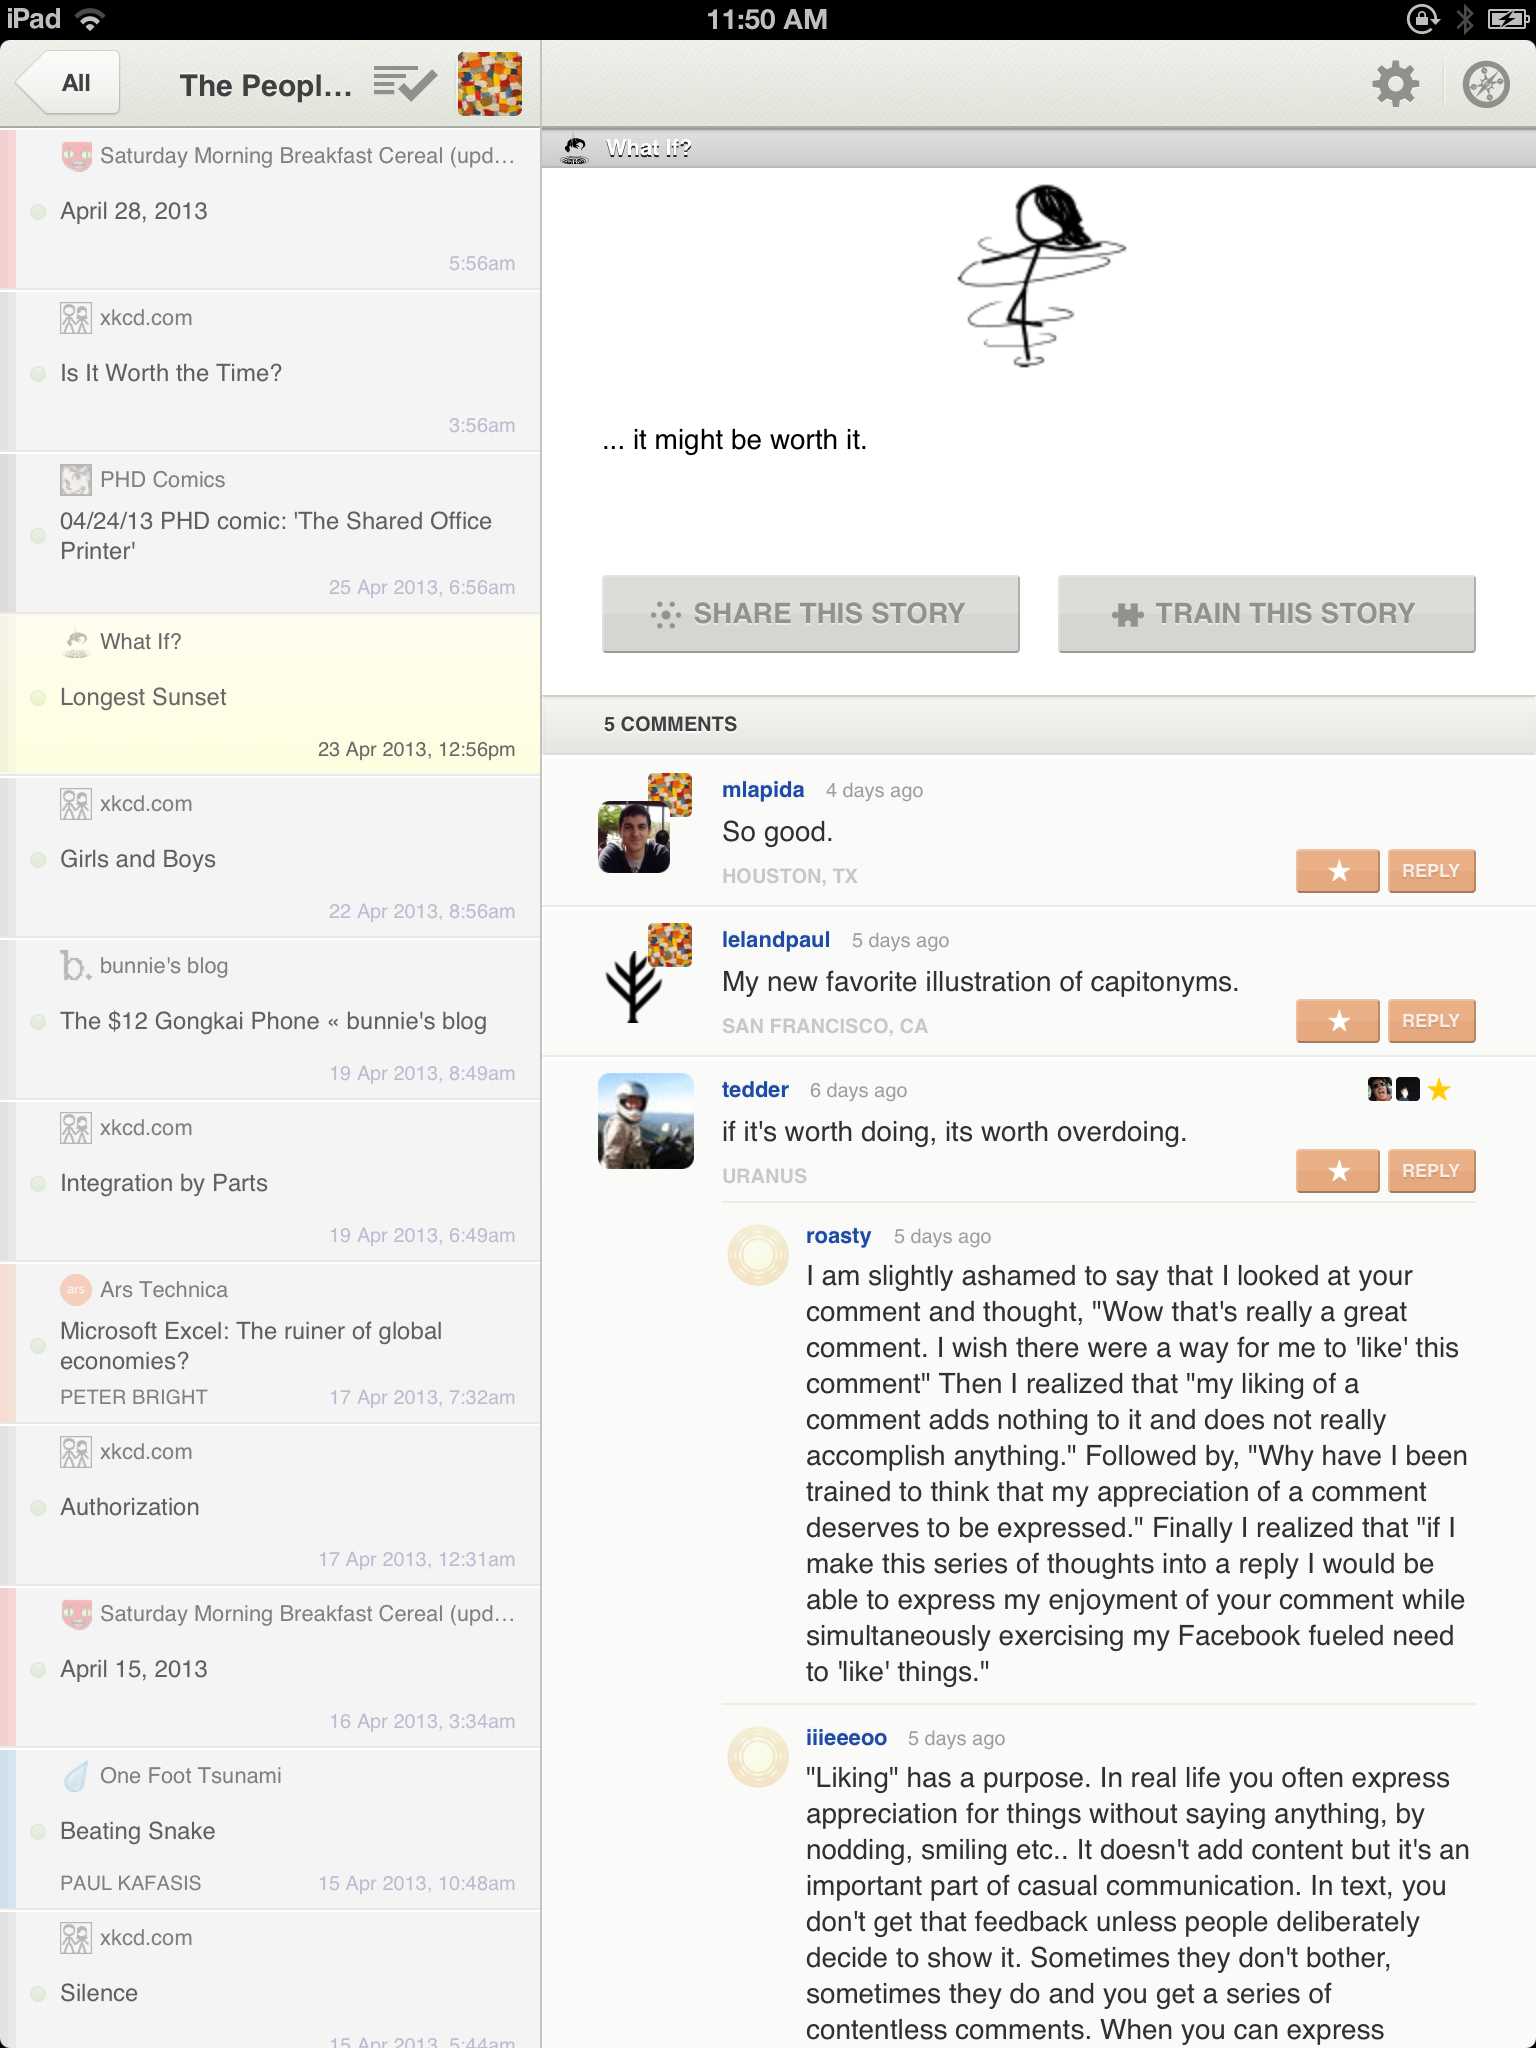 iPad
11:50 AM
All
The Peopl...
Saturday Morning Breakfast Cereal (upd...
April 28, 2013
5:56am
xkcd.com
Is It Worth the Time?
3:56am
PHD Comics
04/24/13 PHD comic: 'The Shared Office
Printer'
25 Apr 2013, 6:56am
What If?
Longest Sunset
23 Apr 2013, 12:56pm
xkcd.com
Girls and Boys
22 Apr 2013, 8:56am
b.
bunnie's blog
The $12 Gongkai Phone « bunnie's blog
19 Apr 2013, 8:49am
xkcd.com
Integration by Parts
19 Apr 2013, 6:49am
ars
Ars Technica
Microsoft Excel: The ruiner of global
economies?
PETER BRIGHT
17 Apr 2013, 7:32am
xkcd.com
Authorization
17 Apr 2013, 12:31am
Saturday Morning Breakfast Cereal (upd...
April 15, 2013
16 Apr 2013, 3:34am
One Foot Tsunami
Beating Snake
PAUL KAFASIS
15 Apr 2013, 10:48am
xkcd.com
Silence
15 Apr 2013, 5:44am
What If?
... it might be worth it.
SHARE THIS STORY
TRAIN THIS STORY
5 COMMENTS
mlapida 4 days ago
So good.
HOUSTON, TX
REPLY
lelandpaul 5 days ago
My new favorite illustration of capitonyms.
SAN FRANCISCO, CA
REPLY
tedder 6 days ago
if it's worth doing, its worth overdoing.
URANUS
REPLY
roasty 5 days ago
I am slightly ashamed to say that I looked at your
comment and thought, "Wow that's really a great
comment. I wish there were a way for me to 'like' this
comment" Then I realized that "my liking of a
comment adds nothing to it and does not really
accomplish anything." Followed by, "Why have I been
trained to think that my appreciation of a comment
deserves to be expressed." Finally I realized that "if I
make this series of thoughts into a reply I would be
able to express my enjoyment of your comment while
simultaneously exercising my Facebook fueled need
to 'like' things."
iiieeeoo 5 days ago
"Liking" has a purpose. In real life you often express
appreciation for things without saying anything, by
nodding, smiling etc.. It doesn't add content but it's an
important part of casual communication. In text, you
don't get that feedback unless people deliberately
decide to show it. Sometimes they don't bother,
sometimes they do and you get a series of
contentless comments. When you can express